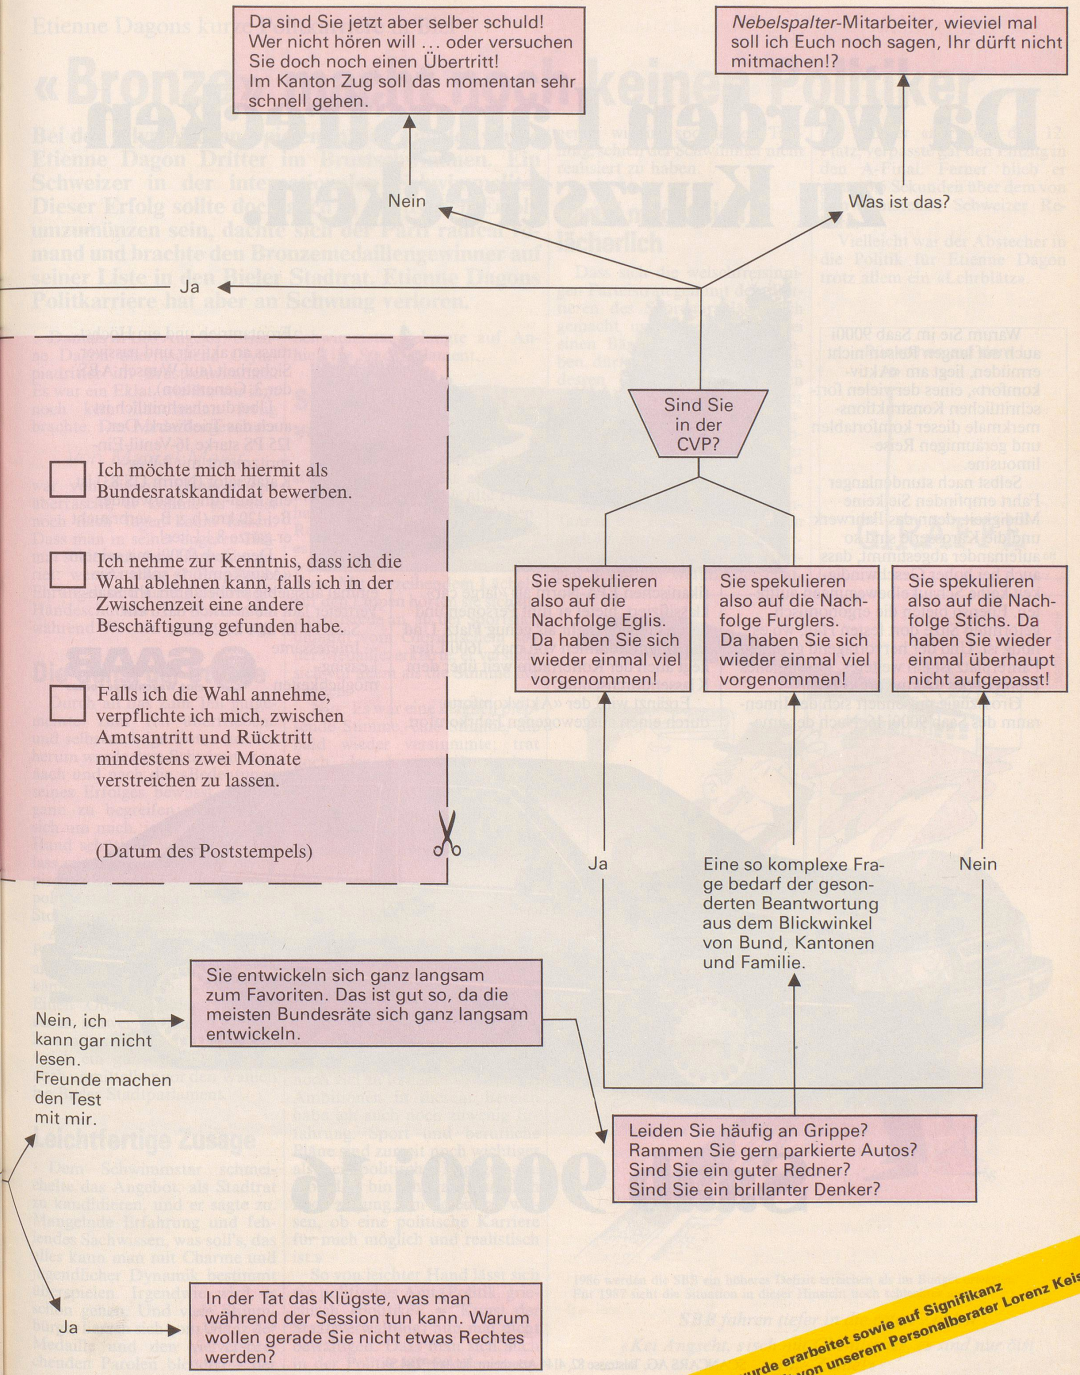 Da sind Sie jetzt aber selber schuld!
Wer nicht hören will ... oder versuchen
Sie doch noch einen Übertritt!
Im Kanton Zug soll das momentan sehr
schnell gehen.
Nebelspalter-Mitarbeiter, wieviel mal
soll ich Euch noch sagen, Ihr dürft nicht
mitmachen!?
Nein
Was ist das?
Ja
Sind Sie
in der
CVP?
Ich möchte mich hiermit als
Bundesratskandidat bewerben.
Ich nehme zur Kenntnis, dass ich die
Wahl ablehnen kann, falls ich in der
Zwischenzeit eine andere
Beschäftigung gefunden habe.
Falls ich die Wahl annehme,
verpflichte ich mich, zwischen
Amtsantritt und Rücktritt
mindestens zwei Monate
verstreichen zu lassen.
(Datum des Poststempels)
Sie spekulieren
also auf die
Nachfolge Eglis.
Da haben Sie sich
wieder einmal viel
vorgenommen!
Sie spekulieren
also auf die Nach-
folge Furglers.
Da haben Sie sich
wieder einmal viel
vorgenommen!
Sie spekulieren
also auf die Nach-
folge Stichs. Da
haben Sie wieder
einmal überhaupt
nicht aufgepasst!
Ja
Eine so komplexe Fra-
ge bedarf der geson-
derten Beantwortung
aus dem Blickwinkel
von Bund, Kantonen
und Familie.
Nein
Sie entwickeln sich ganz langsam
zum Favoriten. Das ist gut so, da die
meisten Bundesräte sich ganz langsam
entwickeln.
Nein, ich
kann gar nicht
lesen.
Freunde machen
den Test
mit mir.
Leiden Sie häufig an Grippe?
Rammen Sie gern parkierte Autos?
Sind Sie ein guter Redner?
Sind Sie ein brillanter Denker?
Ja
In der Tat das Klügste, was man
während der Session tun kann. Warum
wollen gerade Sie nicht etwas Rechtes
werden?
erarbeitet sowie auf Signifikanz
von unserem Personalberater Lorenz Keis